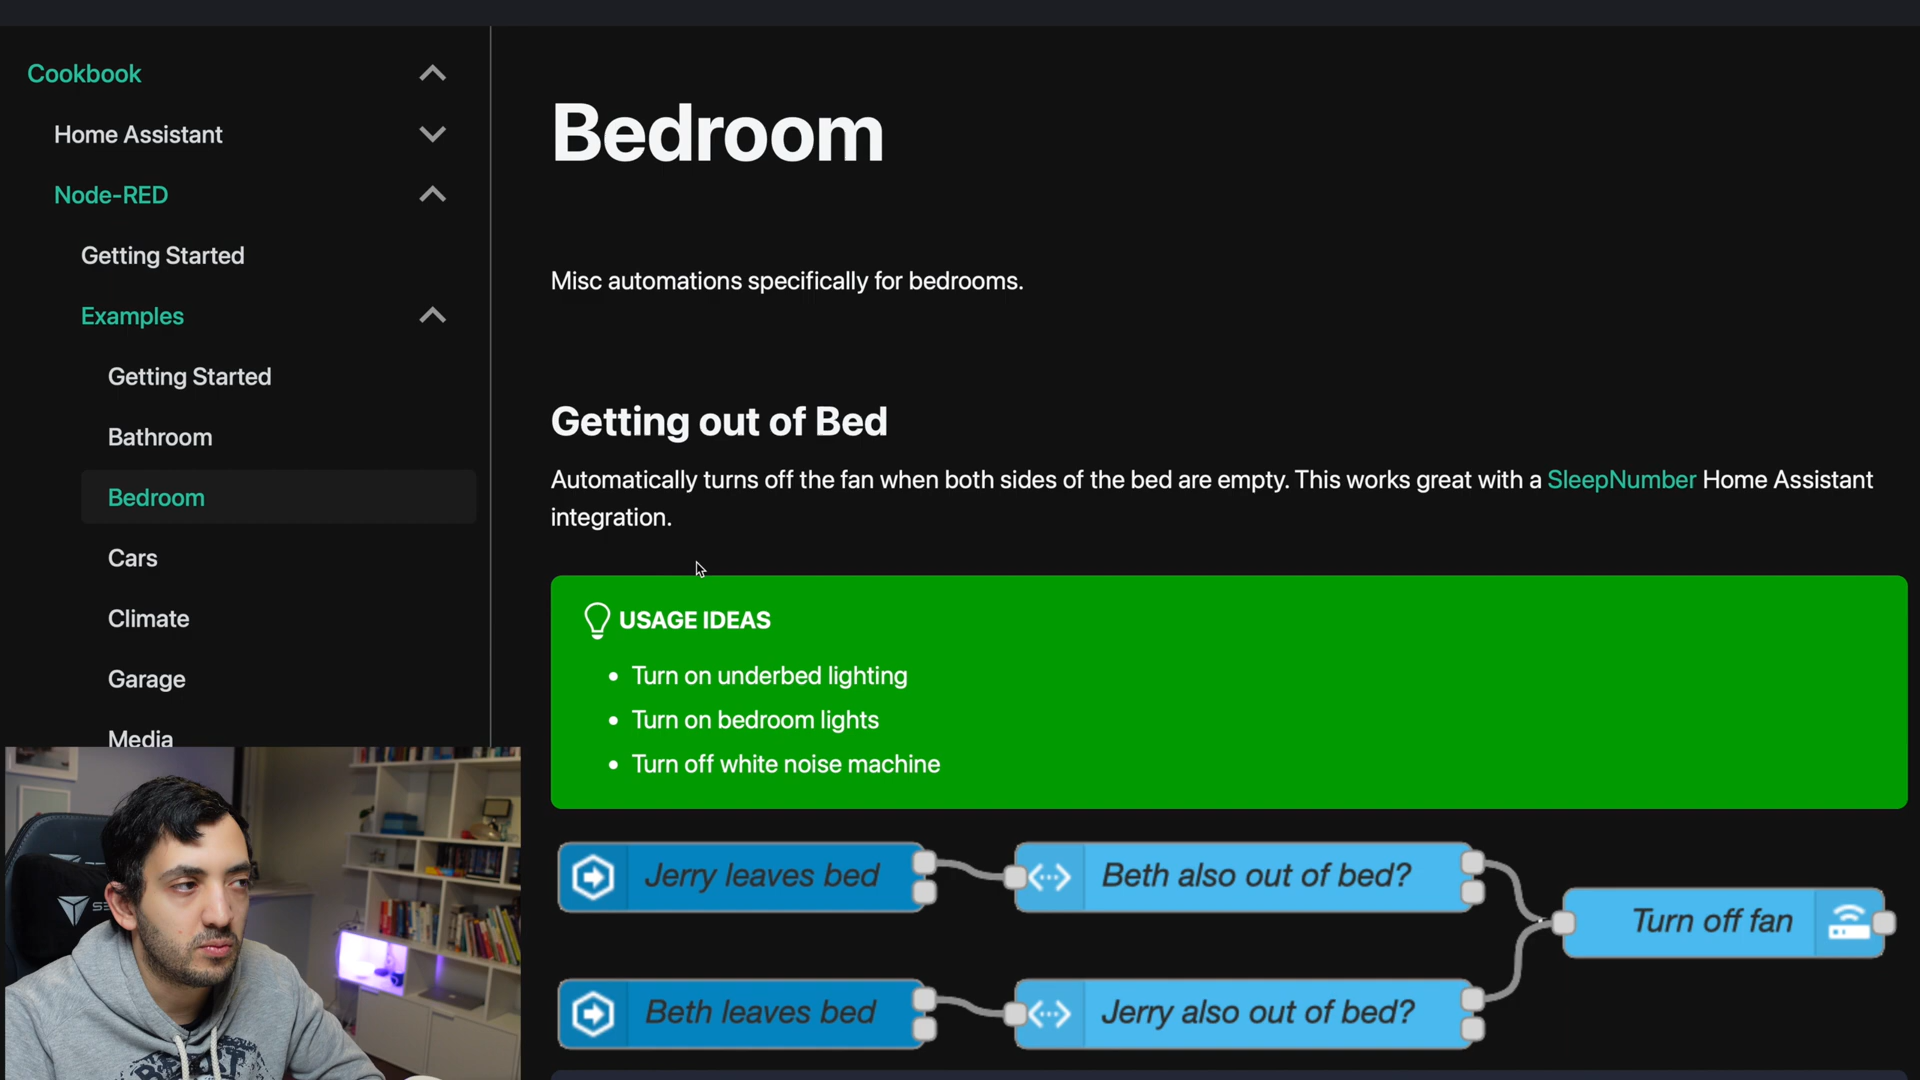 Cookbook
Home Assistant
Node-RED
Getting Started
Examples
Getting Started
Bathroom
Bedroom
Cars
Climate
Garage
Media
Bedroom
Misc automations specifically for bedrooms.
Getting out of Bed
Automatically turns off the fan when both sides of the bed are empty. This works great with a SleepNumber Home Assistant
integration.
USAGE IDEAS
• Turn on underbed lighting
• Turn on bedroom lights
• Turn off white noise machine
Jerry leaves bed
Beth also out of bed?
Turn off fan
Beth leaves bed
Jerry also out of bed?